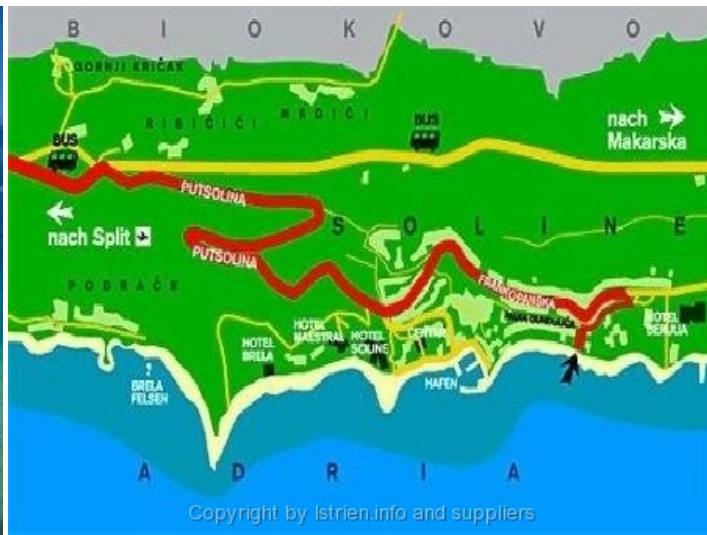 B I O K O V O
GORNJI KRIČAK
RIBIČIĆI
MEDIĆI
BUS
BUS
nach
Makarska
PUTSOLINA
nach Split
S O L I N E
PUTSOLINA
PODRAČE
FRANKOPANSKA
HOTEL
BRELA
HOTEL
MAESTRAL
HOTEL
SOLINE
CENTAR
HOTEL
BERULIA
BRELA
FELSEN
HAFEN
A D R I A
Copyright by Istrien.info and suppliers